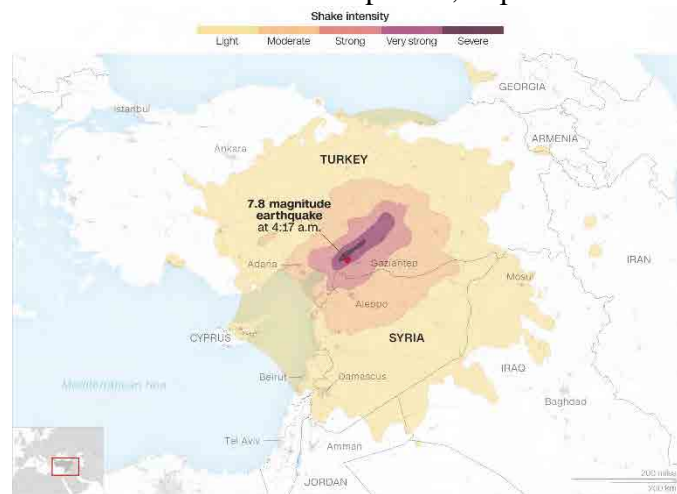 Shake intensity
Light Moderate Strong Very strong Severe
GEORGIA
Istanbul
ARMENIA
Ankara
TURKEY
7.8 magnitude
earthquake
at 4:17 a.m.
IRAN
Adana
Gaziantep
Mosul
Aleppo
CYPRUS
SYRIA
IRAQ
Beirut
Damascus
Mediterranean Sea
Baghdad
Tel Aviv
Amman
JORDAN
200 miles
200 km